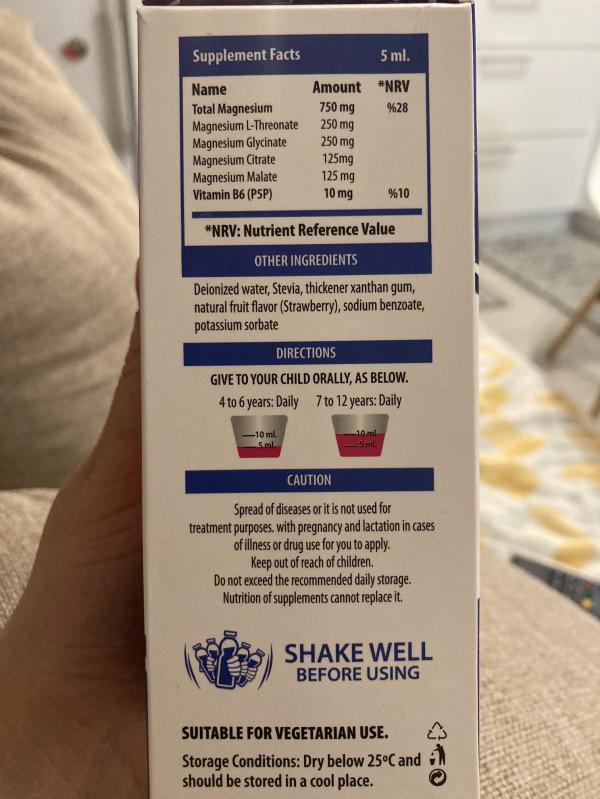 Supplement Facts 5 ml.
Name Amount *NRV
Total Magnesium 750 mg %28
Magnesium L-Threonate 250 mg
Magnesium Glycinate 250 mg
Magnesium Citrate 125mg
Magnesium Malate 125 mg
Vitamin B6 (P5P) 10 mg %10
*NRV: Nutrient Reference Value
OTHER INGREDIENTS
Deionized water, Stevia, thickener xanthan gum,
natural fruit flavor (Strawberry), sodium benzoate,
potassium sorbate
DIRECTIONS
GIVE TO YOUR CHILD ORALLY, AS BELOW.
4 to 6 years: Daily 7 to 12 years: Daily
10 ml. 10 ml.
5 ml. 5 ml.
CAUTION
Spread of diseases or it is not used for
treatment purposes. with pregnancy and lactation in cases
of illness or drug use for you to apply.
Keep out of reach of children.
Do not exceed the recommended daily storage.
Nutrition of supplements cannot replace it.
SHAKE WELL
BEFORE USING
SUITABLE FOR VEGETARIAN USE.
Storage Conditions: Dry below 25ºC and
should be stored in a cool place.